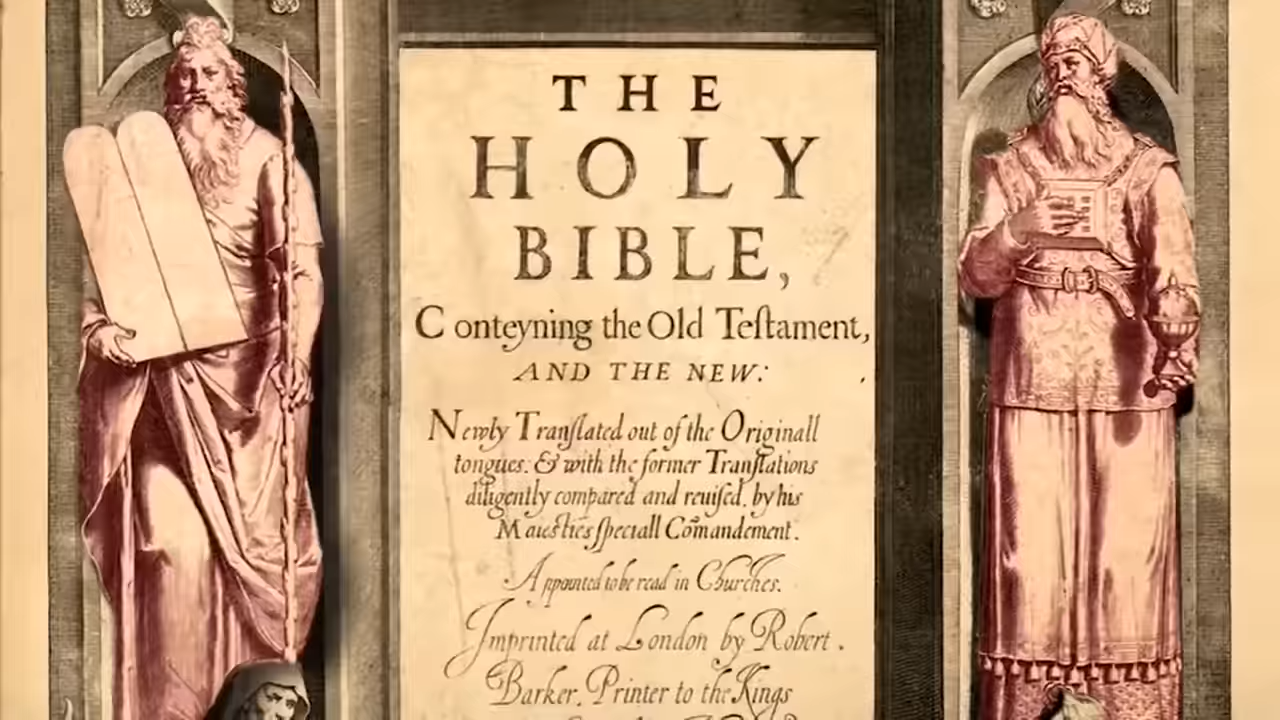 THE
HOLY
BIBLE,
Conteyning the Old Teſtament,
AND THE NEW:
Newly Tranſlated out of the Originall
tongues: & with the former Tranſlations
diligently compared and reuiſed, by his
Maiesties ſpeciall Com̄andement.
Appointed to be read in Churches.
Imprinted at London by Robert
Barker, Printer to the Kings